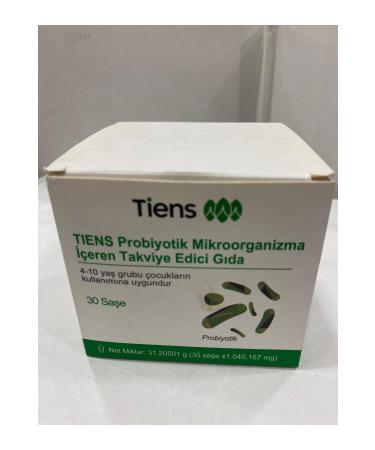 Tiens
TIENS Probiyotik Mikroorganizma
İçeren Takviye Edici Gıda
4-10 yaş grubu çocukların
kullanımına uygundur
30 Saşe
Probiyotik
Net Miktar: 31,20501 g (30 saşe x1.040,167 mg)